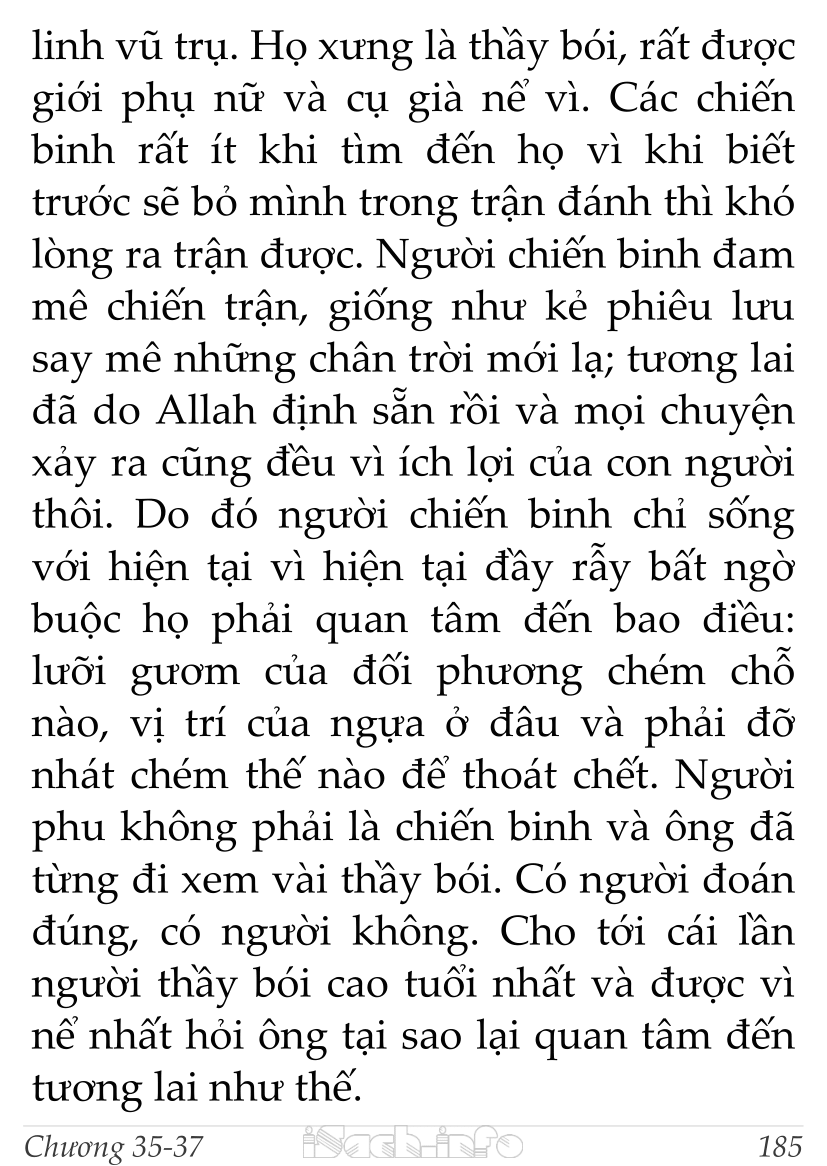 linh vũ trụ. Họ xưng là thầy bói, rất được
giới phụ nữ và cụ già nể vì. Các chiến
binh rất ít khi tìm đến họ vì khi biết
trước sẽ bỏ mình trong trận đánh thì khó
lòng ra trận được. Người chiến binh đam
mê chiến trận, giống như kẻ phiêu lưu
say mê những chân trời mới lạ; tương lai
đã do Allah định sẵn rồi và mọi chuyện
xảy ra cũng đều vì ích lợi của con người
thôi. Do đó người chiến binh chỉ sống
với hiện tại vì hiện tại đầy rẫy bất ngờ
buộc họ phải quan tâm đến bao điều:
lưỡi gươm của đối phương chém chỗ
nào, vị trí của ngựa ở đâu và phải đỡ
nhát chém thế nào để thoát chết. Người
phu không phải là chiến binh và ông đã
từng đi xem vài thầy bói. Có người đoán
đúng, có người không. Cho tới cái lần
người thầy bói cao tuổi nhất và được vì
nể nhất hỏi ông tại sao lại quan tâm đến
tương lai như thế.
Chương 35-37 iSach.info 185